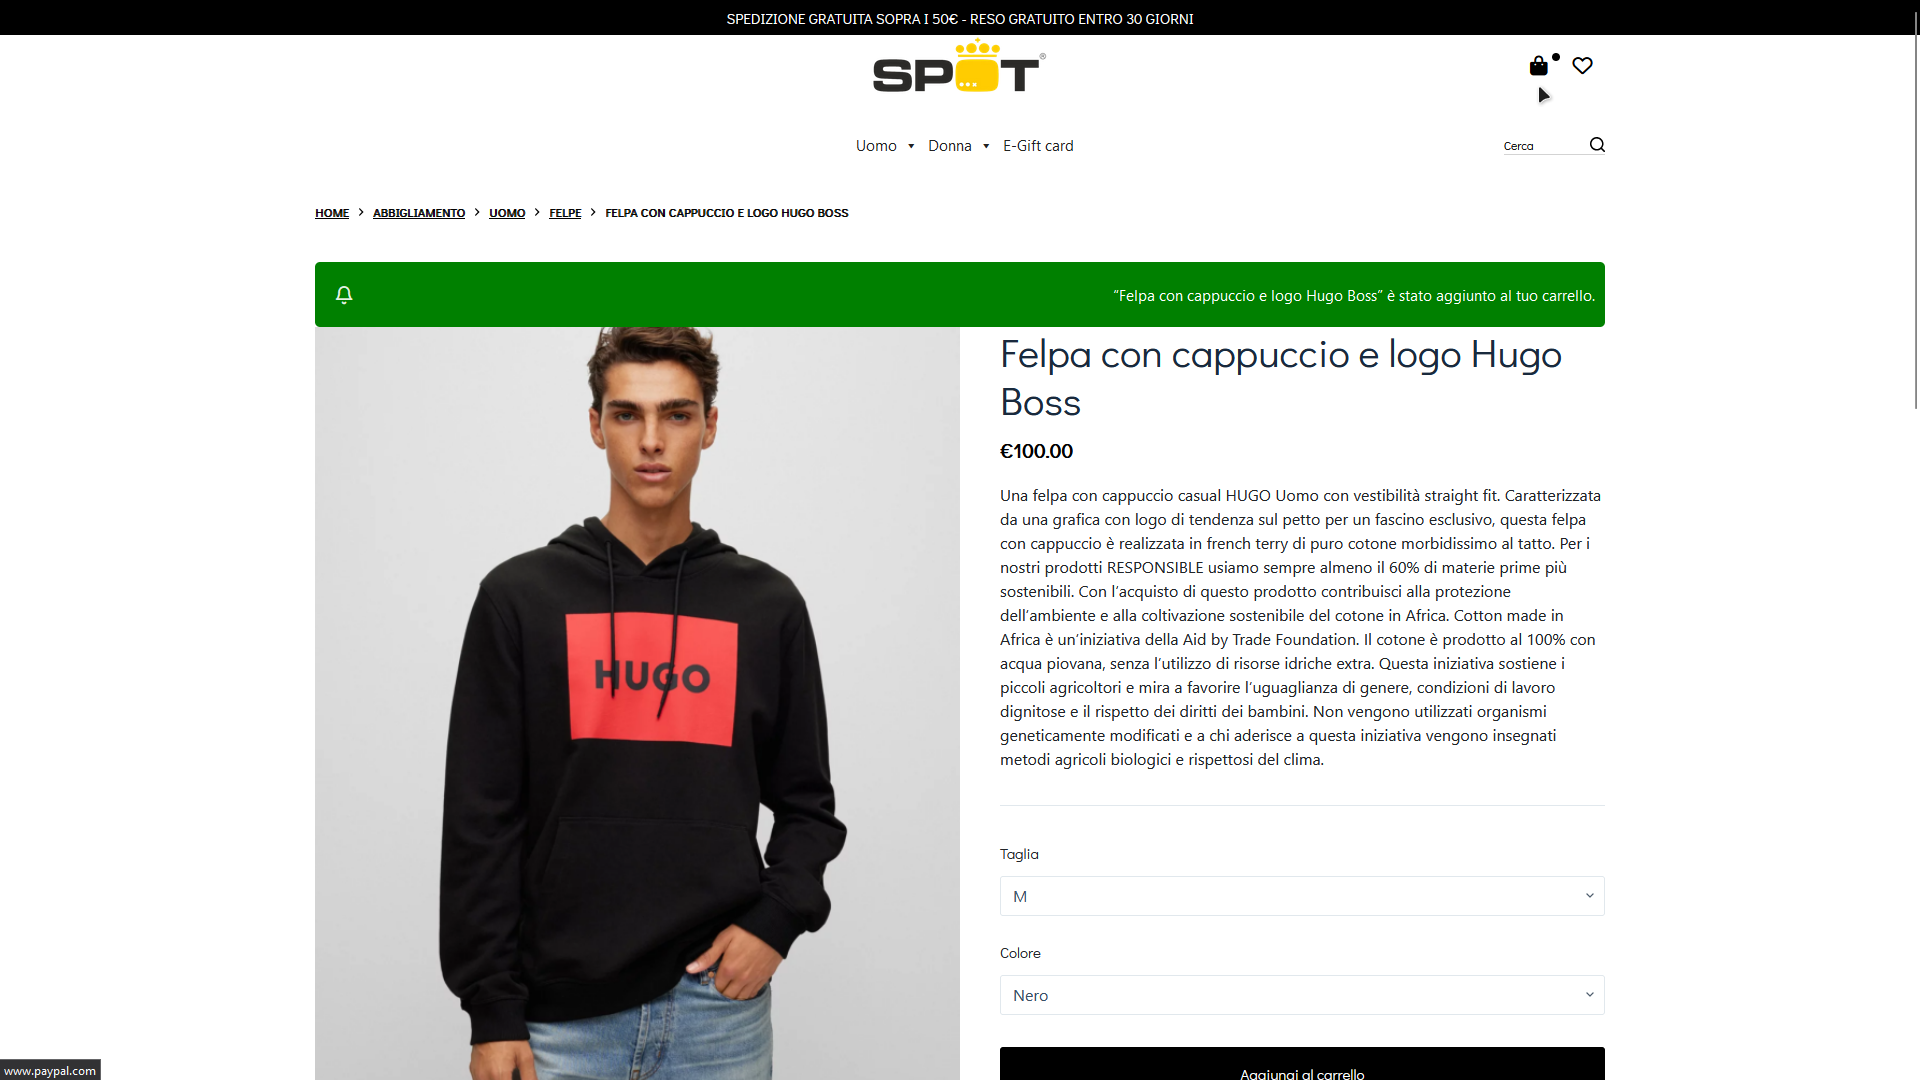 SPEDIZIONE GRATUITA SOPRA I 50€ - RESO GRATUITO ENTRO 30 GIORNI
SPOT®
Uomo
Donna
E-Gift card
Cerca
HOME > ABBIGLIAMENTO > UOMO > FELPE > FELPA CON CAPPUCCIO E LOGO HUGO BOSS
“Felpa con cappuccio e logo Hugo Boss” è stato aggiunto al tuo carrello.
HUGO
Felpa con cappuccio e logo Hugo
Boss
€100.00
Una felpa con cappuccio casual HUGO Uomo con vestibilità straight fit. Caratterizzata
da una grafica con logo di tendenza sul petto per un fascino esclusivo, questa felpa
con cappuccio è realizzata in french terry di puro cotone morbidissimo al tatto. Per i
nostri prodotti RESPONSIBLE usiamo sempre almeno il 60% di materie prime più
sostenibili. Con l’acquisto di questo prodotto contribuisci alla protezione
dell’ambiente e alla coltivazione sostenibile del cotone in Africa. Cotton made in
Africa è un’iniziativa della Aid by Trade Foundation. Il cotone è prodotto al 100% con
acqua piovana, senza l’utilizzo di risorse idriche extra. Questa iniziativa sostiene i
piccoli agricoltori e mira a favorire l’uguaglianza di genere, condizioni di lavoro
dignitose e il rispetto dei diritti dei bambini. Non vengono utilizzati organismi
geneticamente modificati e a chi aderisce a questa iniziativa vengono insegnati
metodi agricoli biologici e rispettosi del clima.
Taglia
M
Colore
Nero
Aggiungi al carrello
www.paypal.com